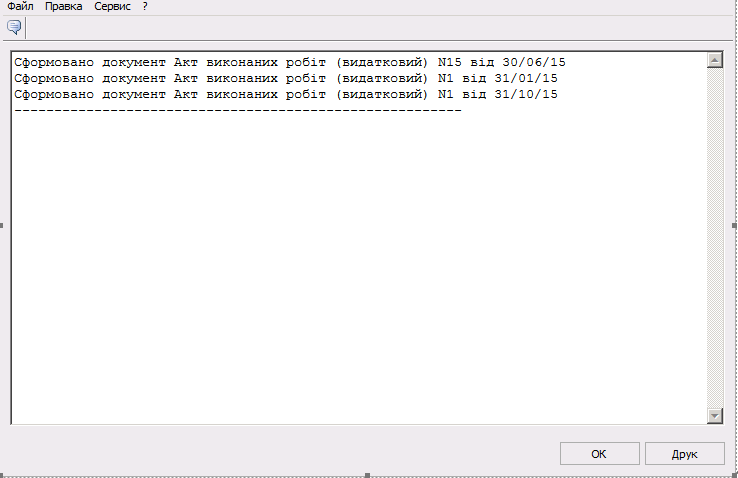 Файл Правка Сервис ?
Сформовано документ Акт виконаних робіт (видатковий) N15 від 30/06/15
Сформовано документ Акт виконаних робіт (видатковий) N1 від 31/01/15
Сформовано документ Акт виконаних робіт (видатковий) N1 від 31/10/15
--------------------------------------------------------
ОК Друк